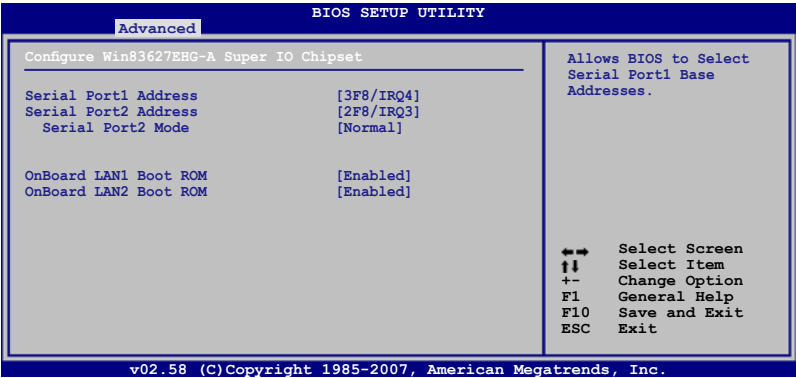 BIOS SETUP UTILITY
Advanced
Configure Win83627EHG-A Super IO Chipset
Serial Port1 Address [3F8/IRQ4]
Serial Port2 Address [2F8/IRQ3]
Serial Port2 Mode [Normal]
OnBoard LAN1 Boot ROM [Enabled]
OnBoard LAN2 Boot ROM [Enabled]
Allows BIOS to Select
Serial Port1 Base
Addresses.
←→ Select Screen
↑↓ Select Item
+- Change Option
F1 General Help
F10 Save and Exit
ESC Exit
v02.58 (C)Copyright 1985-2007, American Megatrends, Inc.